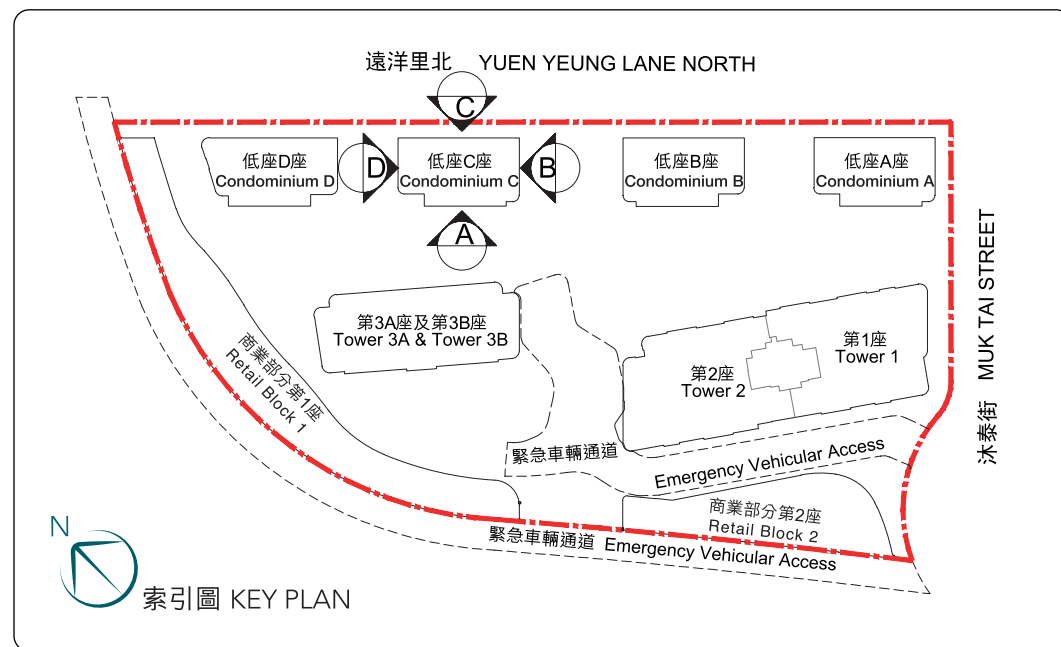 遠洋里北 YUEN YEUNG LANE NORTH
C
低座D座
Condominium D
D
低座C座
Condominium C
B
低座B座
Condominium B
低座A座
Condominium A
A
沐泰街 MUK TAI STREET
第3A座及第3B座
Tower 3A & Tower 3B
第1座
Tower 1
第2座
Tower 2
商業部分第1座
Retail Block 1
緊急車輛通道 Emergency Vehicular Access
商業部分第2座
Retail Block 2
緊急車輛通道 Emergency Vehicular Access
N
索引圖 KEY PLAN